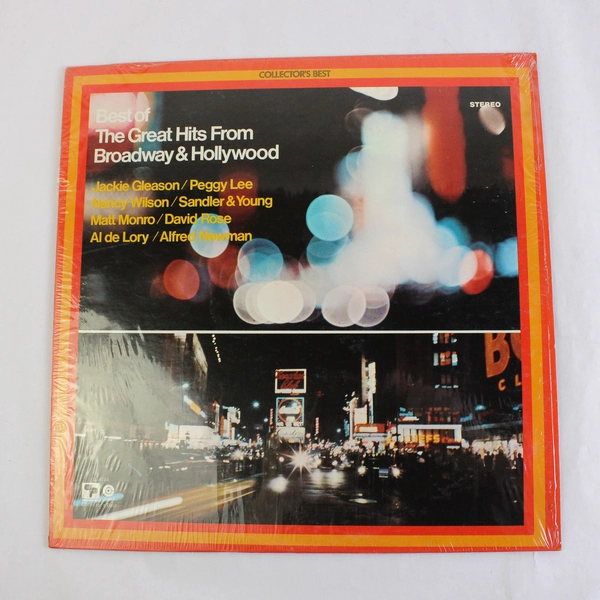 COLLECTOR'S BEST
STEREO
Best of
The Great Hits From
Broadway & Hollywood
Jackie Gleason / Peggy Lee
Nancy Wilson / Sandler & Young
Matt Monro / David Rose
Al de Lory / Alfred Newman